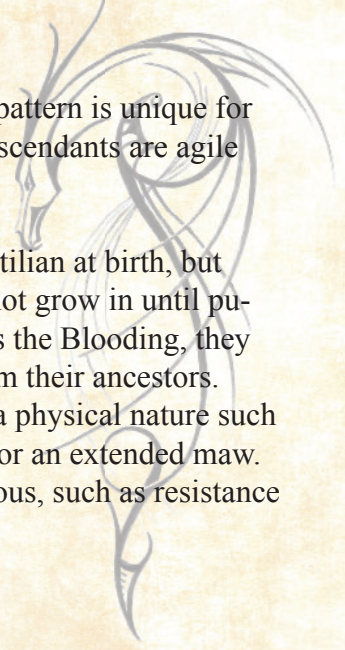 pattern is unique for
scendants are agile
tilian at birth, but
not grow in until pu-
s the Blooding, they
m their ancestors.
a physical nature such
or an extended maw.
ous, such as resistance